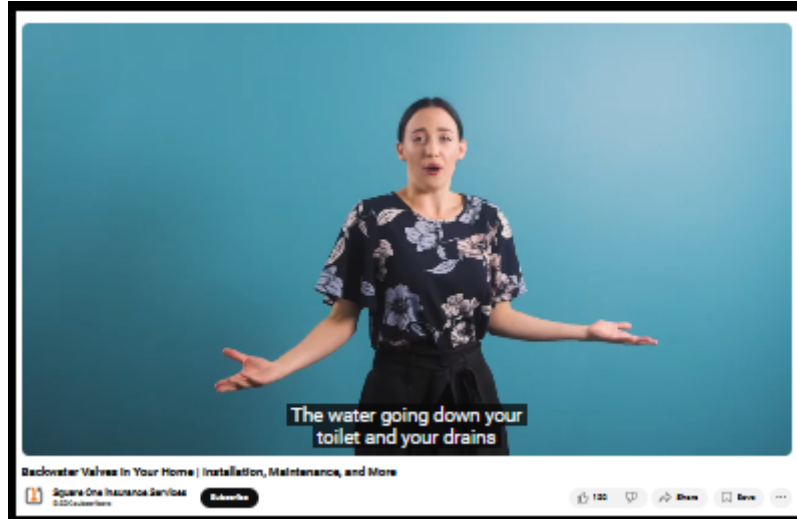 The water going down your
toilet and your drains
Backwater Valves In Your Home | Installation, Maintenance, and More
Square One Insurance Services
Subscribe
Share
Save